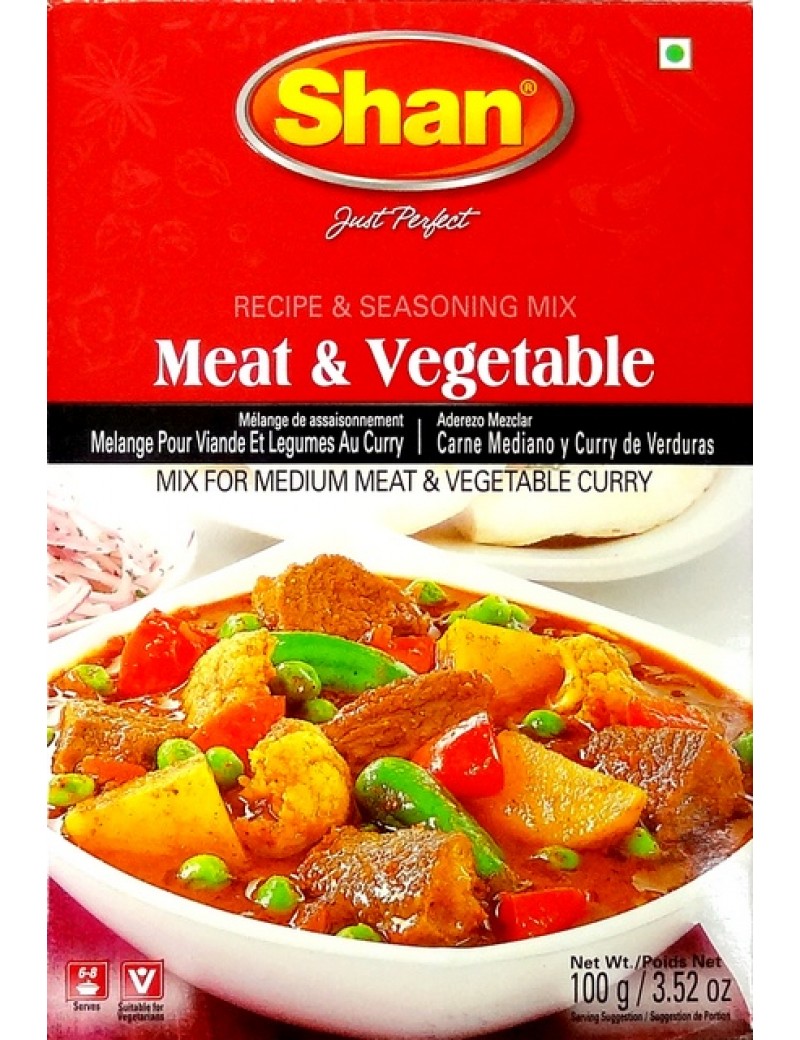 Shan®
Just Perfect
RECIPE & SEASONING MIX
Meat & Vegetable
Mélange de assaisonnement
Melange Pour Viande Et Legumes Au Curry
Aderezo Mezclar
Carne Mediano y Curry de Verduras
MIX FOR MEDIUM MEAT & VEGETABLE CURRY
6-8
Serves
V
Suitable for
Vegetarians
Net Wt./Poids Net
100 g / 3.52 oz
Serving Suggestion / Suggestion de Portion